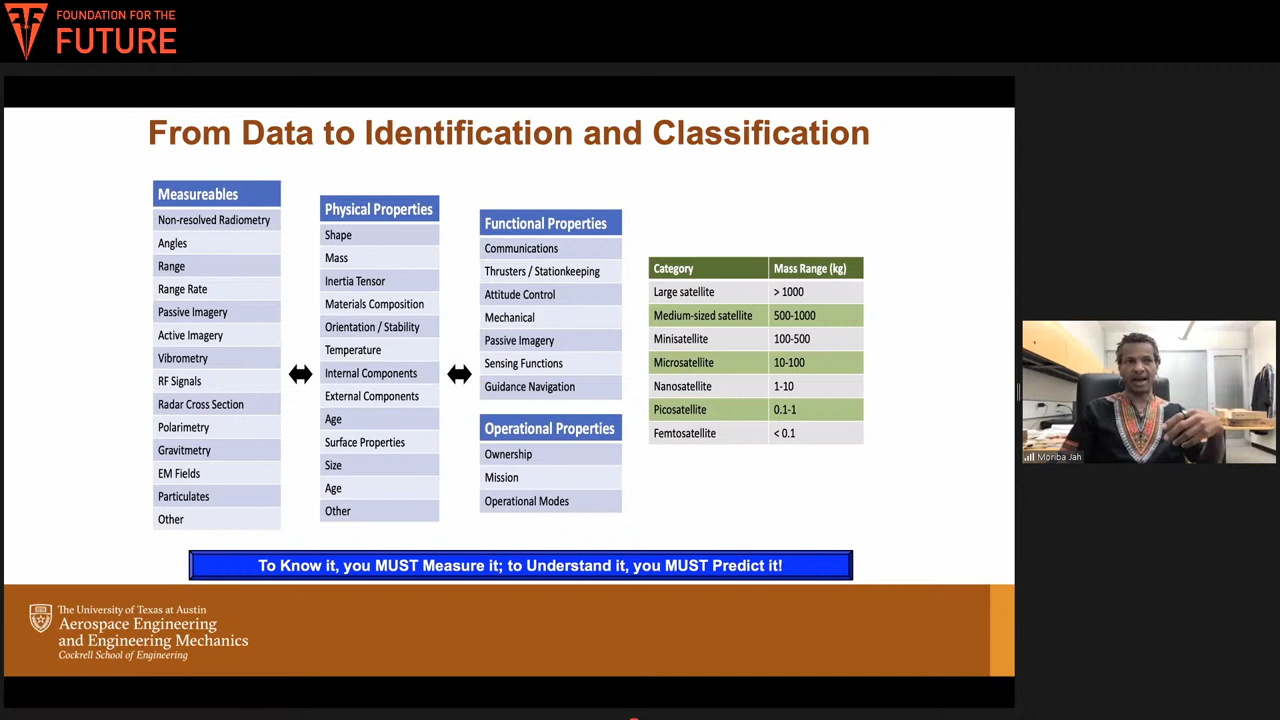 FOUNDATION FOR THE
FUTURE
From Data to Identification and Classification
Measureables
Non-resolved Radiometry
Angles
Range
Range Rate
Passive Imagery
Active Imagery
Vibrometry
RF Signals
Radar Cross Section
Polarimetry
Gravitmetry
EM Fields
Particulates
Other
Physical Properties
Shape
Mass
Inertia Tensor
Materials Composition
Orientation / Stability
Temperature
Internal Components
External Components
Age
Surface Properties
Size
Age
Other
Functional Properties
Communications
Thrusters / Stationkeeping
Attitude Control
Mechanical
Passive Imagery
Sensing Functions
Guidance Navigation
Operational Properties
Ownership
Mission
Operational Modes
Category Mass Range (kg)
Large satellite > 1000
Medium-sized satellite 500-1000
Minisatellite 100-500
Microsatellite 10-100
Nanosatellite 1-10
Picosatellite 0.1-1
Femtosatellite < 0.1
To Know it, you MUST Measure it; to Understand it, you MUST Predict it!
The University of Texas at Austin
Aerospace Engineering
and Engineering Mechanics
Cockrell School of Engineering
Moriba Jah